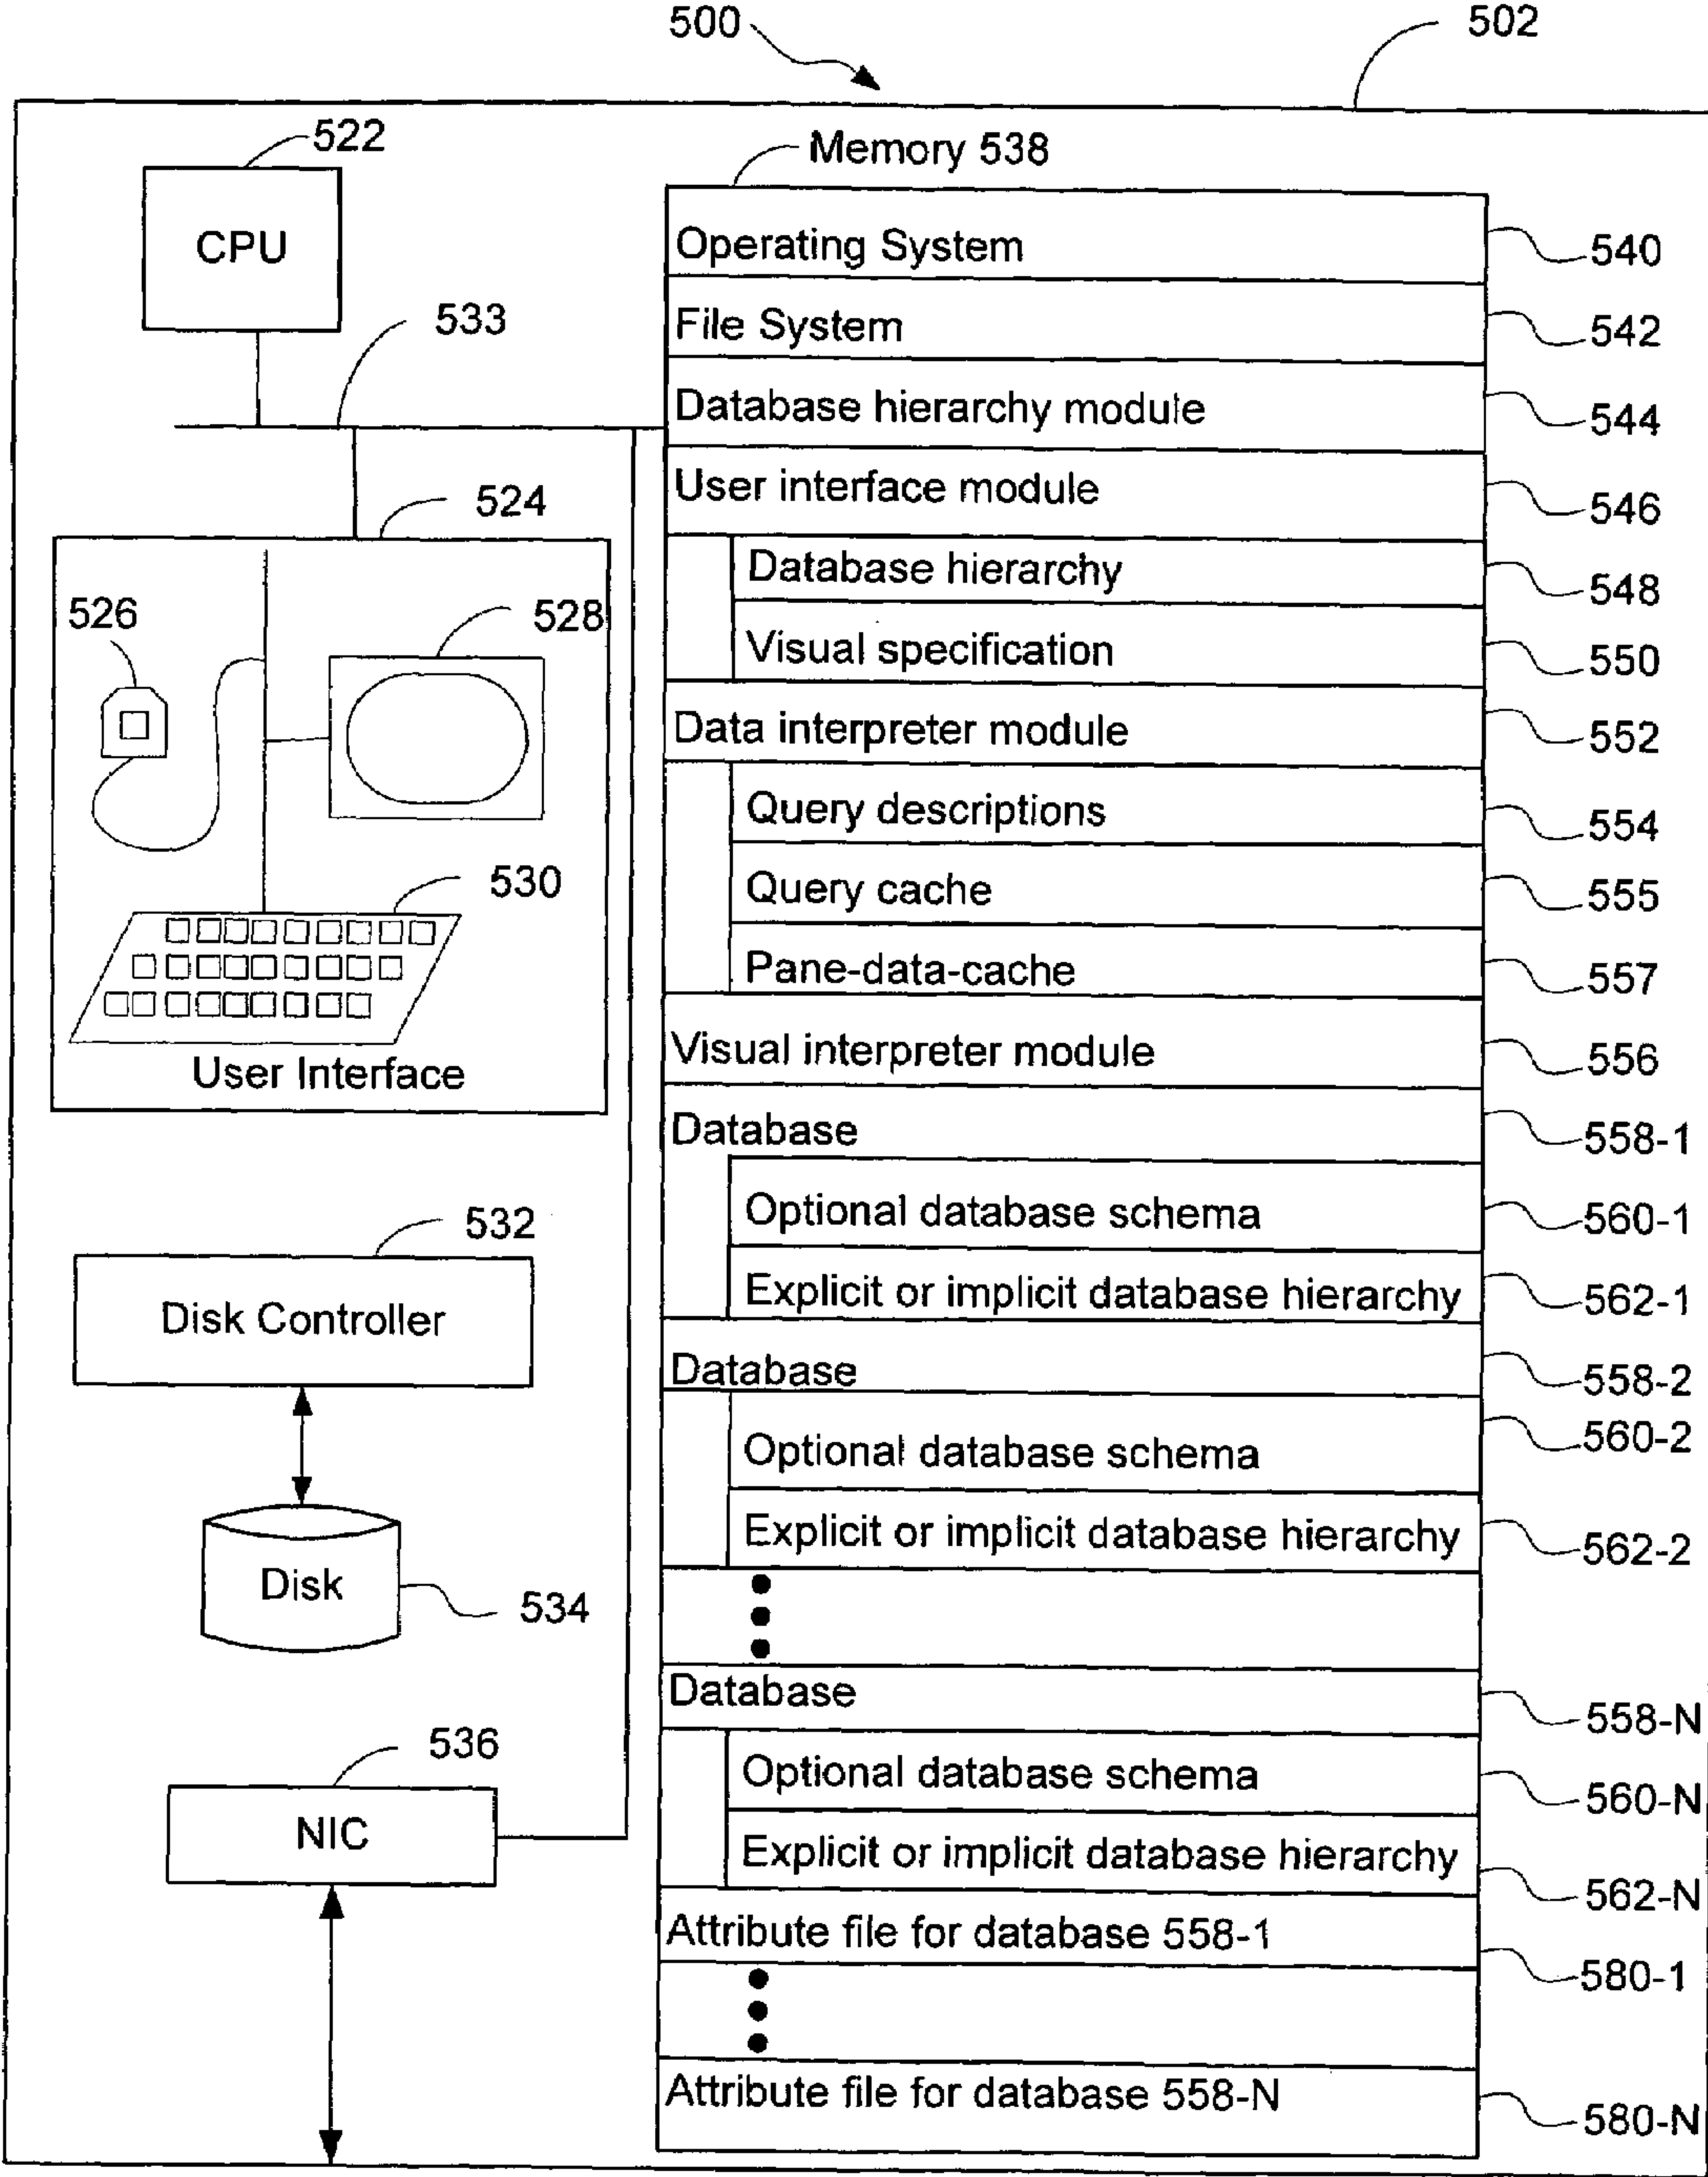 500
502
522
CPU
533
524
526
528
530
User Interface
532
Disk Controller
Disk
534
536
NIC
Memory 538
Operating System 540
File System 542
Database hierarchy module 544
User interface module 546
Database hierarchy 548
Visual specification 550
Data interpreter module 552
Query descriptions 554
Query cache 555
Pane-data-cache 557
Visual interpreter module 556
Database 558-1
Optional database schema 560-1
Explicit or implicit database hierarchy 562-1
Database 558-2
Optional database schema 560-2
Explicit or implicit database hierarchy 562-2
Database 558-N
Optional database schema 560-N
Explicit or implicit database hierarchy 562-N
Attribute file for database 558-1 580-1
Attribute file for database 558-N 580-N